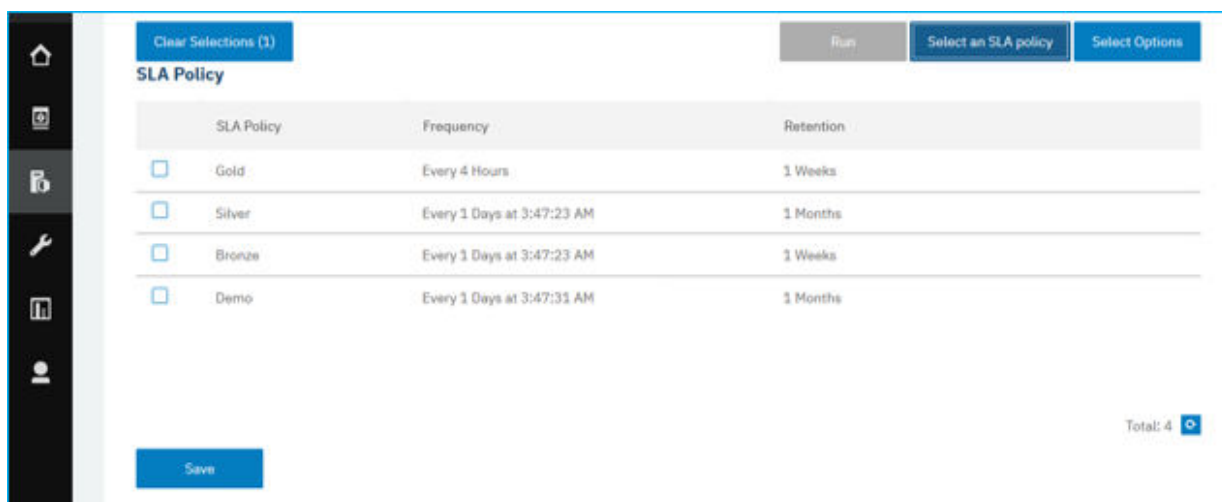 Clear Selections (1) Run Select an SLA policy Select Options
SLA Policy
SLA Policy Frequency Retention
Gold Every 4 Hours 1 Weeks
Silver Every 1 Days at 3:47:23 AM 1 Months
Bronze Every 1 Days at 3:47:23 AM 1 Weeks
Demo Every 1 Days at 3:47:31 AM 1 Months
Total: 4
Save